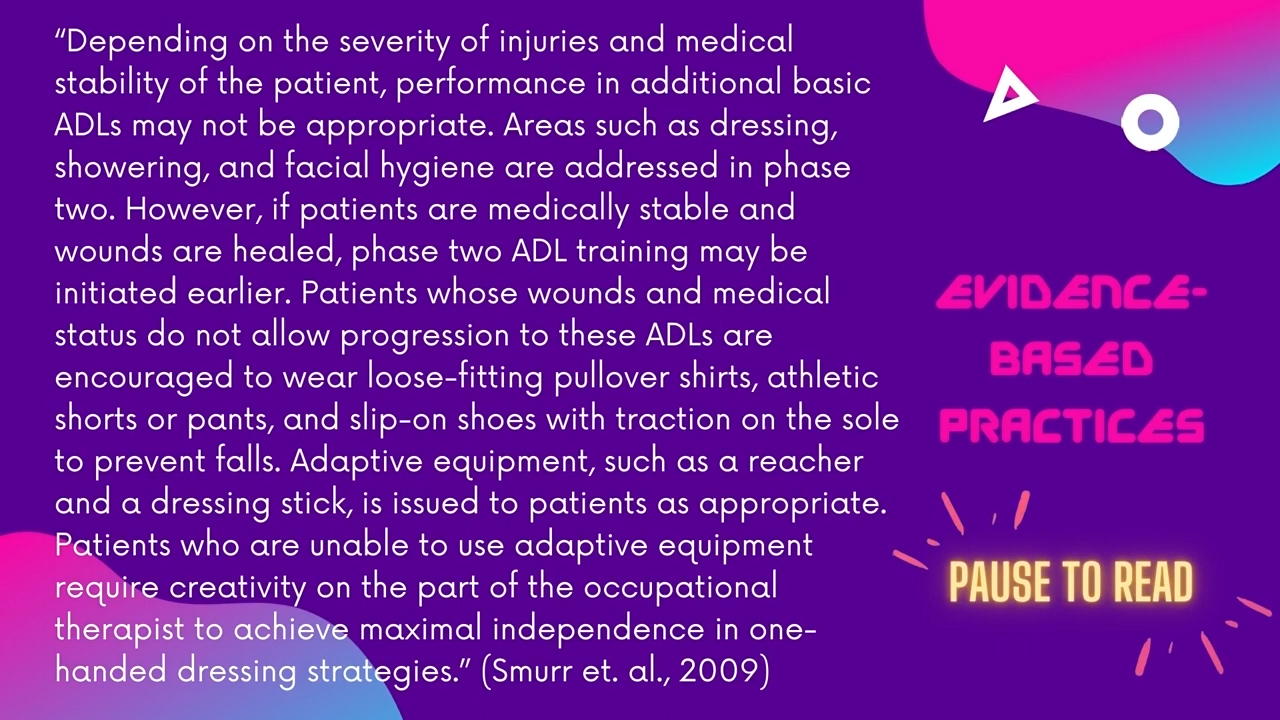 “Depending on the severity of injuries and medical
stability of the patient, performance in additional basic
ADLs may not be appropriate. Areas such as dressing,
showering, and facial hygiene are addressed in phase
two. However, if patients are medically stable and
wounds are healed, phase two ADL training may be
initiated earlier. Patients whose wounds and medical
status do not allow progression to these ADLs are
encouraged to wear loose-fitting pullover shirts, athletic
shorts or pants, and slip-on shoes with traction on the sole
to prevent falls. Adaptive equipment, such as a reacher
and a dressing stick, is issued to patients as appropriate.
Patients who are unable to use adaptive equipment
require creativity on the part of the occupational
therapist to achieve maximal independence in one-
handed dressing strategies.” (Smurr et. al., 2009)
EVIDENCE-
BASED
PRACTICES
PAUSE TO READ